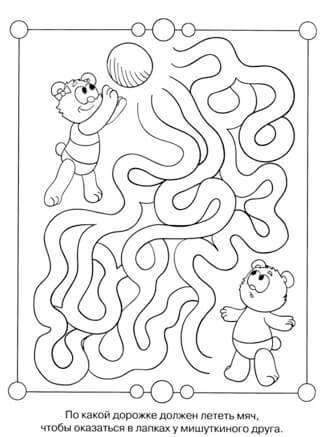 По какой дорожке должен лететь мяч,
чтобы оказаться в лапках у мишуткиного друга.